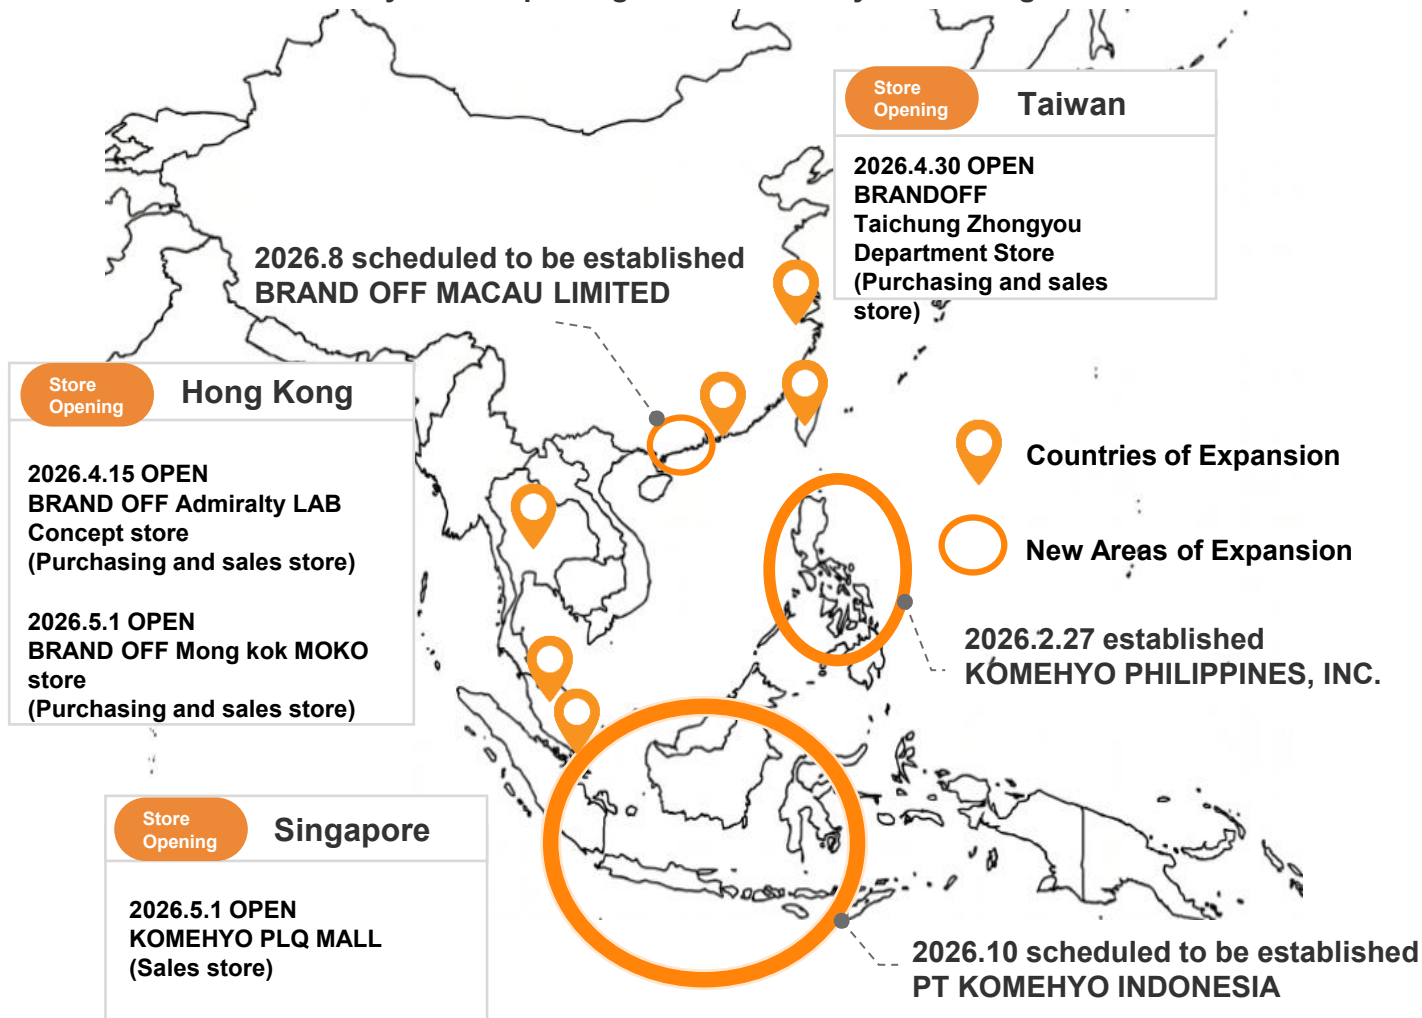 Store
Opening
Taiwan
2026.4.30 OPEN
BRANDOFF
Taichung Zhongyou
Department Store
(Purchasing and sales
store)
2026.8 scheduled to be established
BRAND OFF MACAU LIMITED
Store
Opening
Hong Kong
2026.4.15 OPEN
BRAND OFF Admiralty LAB
Concept store
(Purchasing and sales store)
2026.5.1 OPEN
BRAND OFF Mong kok MOKO
store
(Purchasing and sales store)
Countries of Expansion
New Areas of Expansion
2026.2.27 established
KOMEHYO PHILIPPINES, INC.
Store
Opening
Singapore
2026.5.1 OPEN
KOMEHYO PLQ MALL
(Sales store)
2026.10 scheduled to be established
PT KOMEHYO INDONESIA